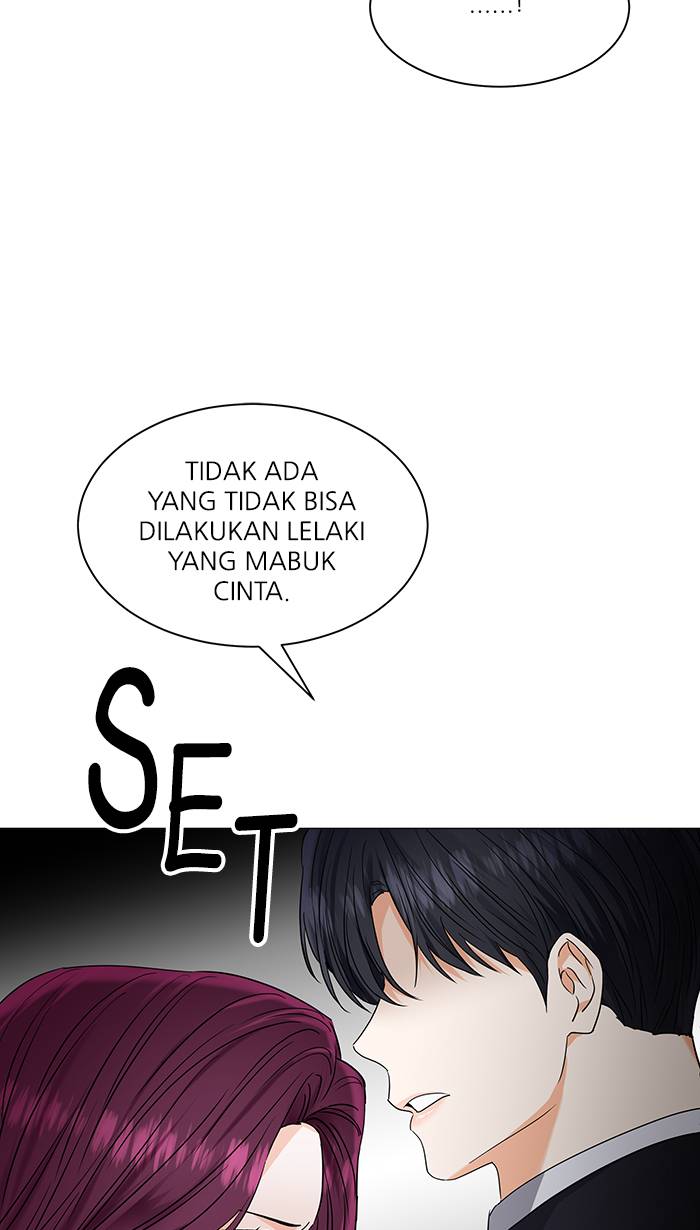 ......!
TIDAK ADA
YANG TIDAK BISA
DILAKUKAN LELAKI
YANG MABUK
CINTA.
SET